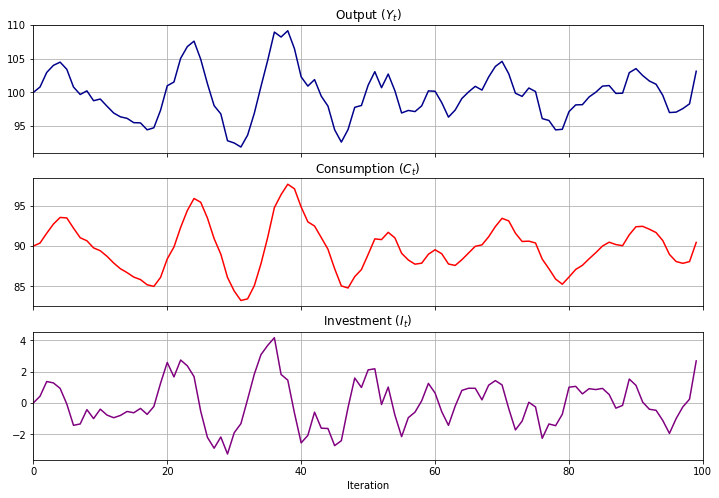 Output (Y_t)
110
105
100
95
Consumption (C_t)
95
90
85
Investment (I_t)
4
2
0
−2
0 20 40 60 80 100
Iteration